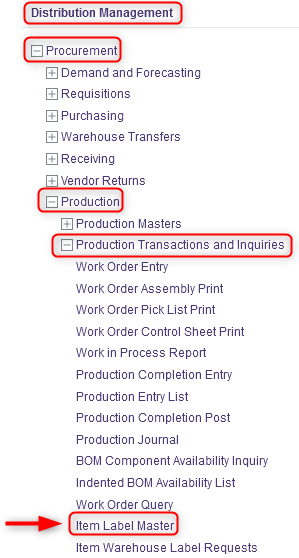 Distribution Management
Procurement
Demand and Forecasting
Requisitions
Purchasing
Warehouse Transfers
Receiving
Vendor Returns
Production
Production Masters
Production Transactions and Inquiries
Work Order Entry
Work Order Assembly Print
Work Order Pick List Print
Work Order Control Sheet Print
Work in Process Report
Production Completion Entry
Production Entry List
Production Completion Post
Production Journal
BOM Component Availability Inquiry
Indented BOM Availability List
Work Order Query
Item Label Master
Item Warehouse Label Requests